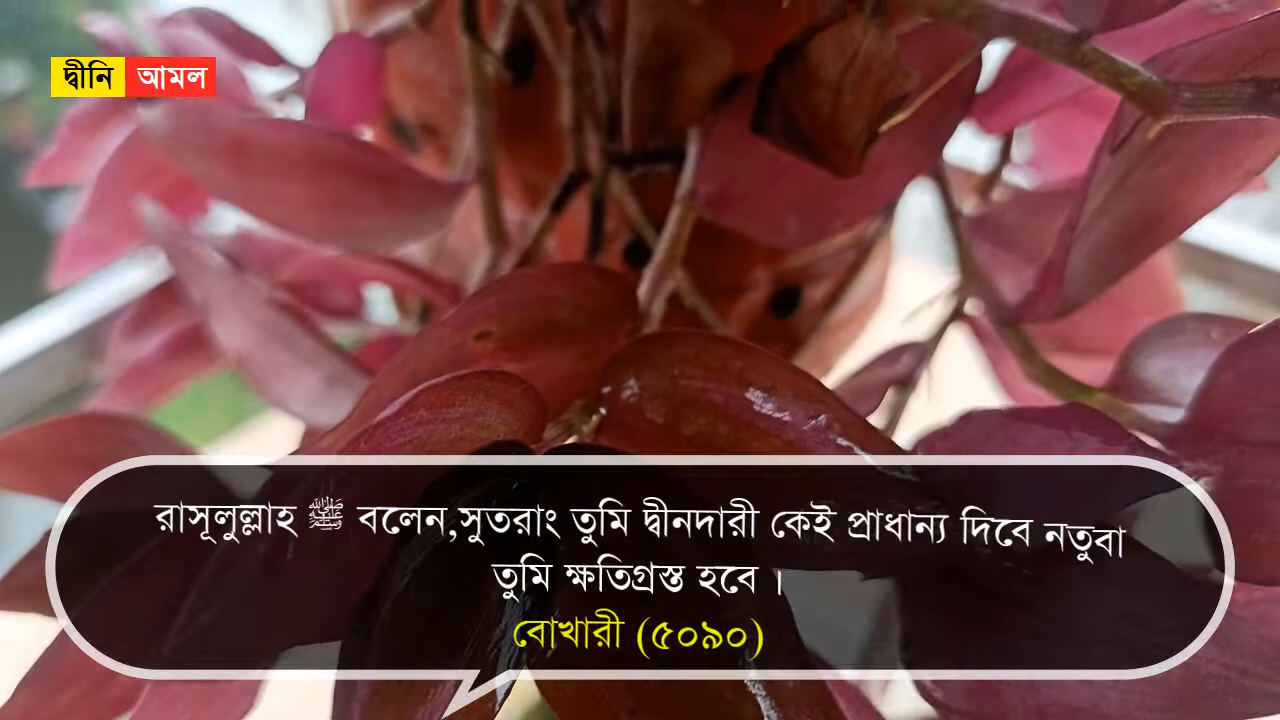 দ্বীনি আমল
রাসূলুল্লাহ ﷺ বলেন,সুতরাং তুমি দ্বীনদারী কেই প্রাধান্য দিবে নতুবা
তুমি ক্ষতিগ্রস্ত হবে ।
বোখারী (৫০৯০)